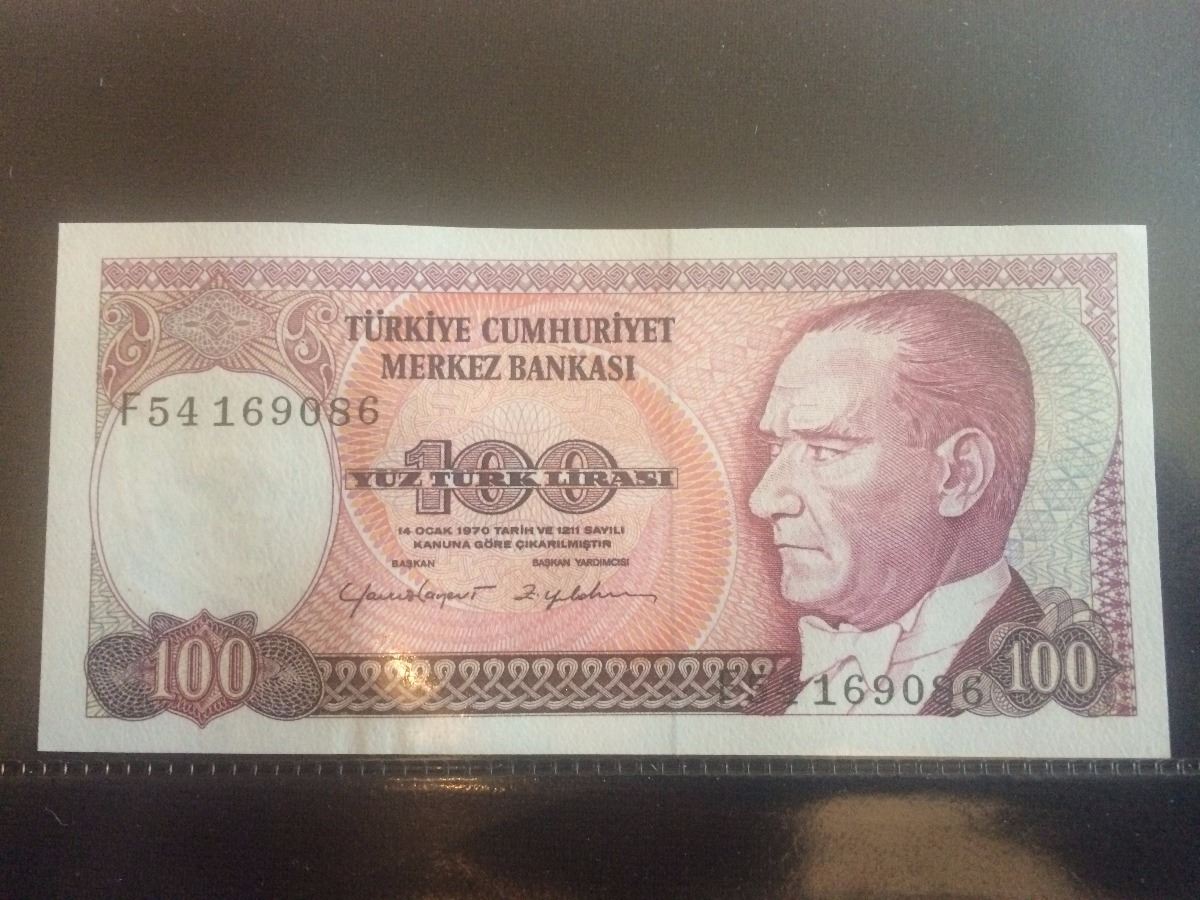 TÜRKİYE CUMHURİYET
MERKEZ BANKASI
F54 169086
100
YÜZ TÜRK LİRASI
14 OCAK 1970 TARİH VE 1211 SAYILI
KANUNA GÖRE ÇIKARILMIŞTIR
BAŞKAN BAŞKAN YARDIMCISI
100
F54 169086
100